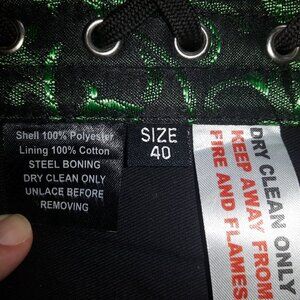 Shell 100% Polyester
Lining 100% Cotton
STEEL BONING
DRY CLEAN ONLY
UNLACE BEFORE
REMOVING
SIZE
40
DRY CLEAN ONLY
KEEP AWAY FROM
FIRE AND FLAMES